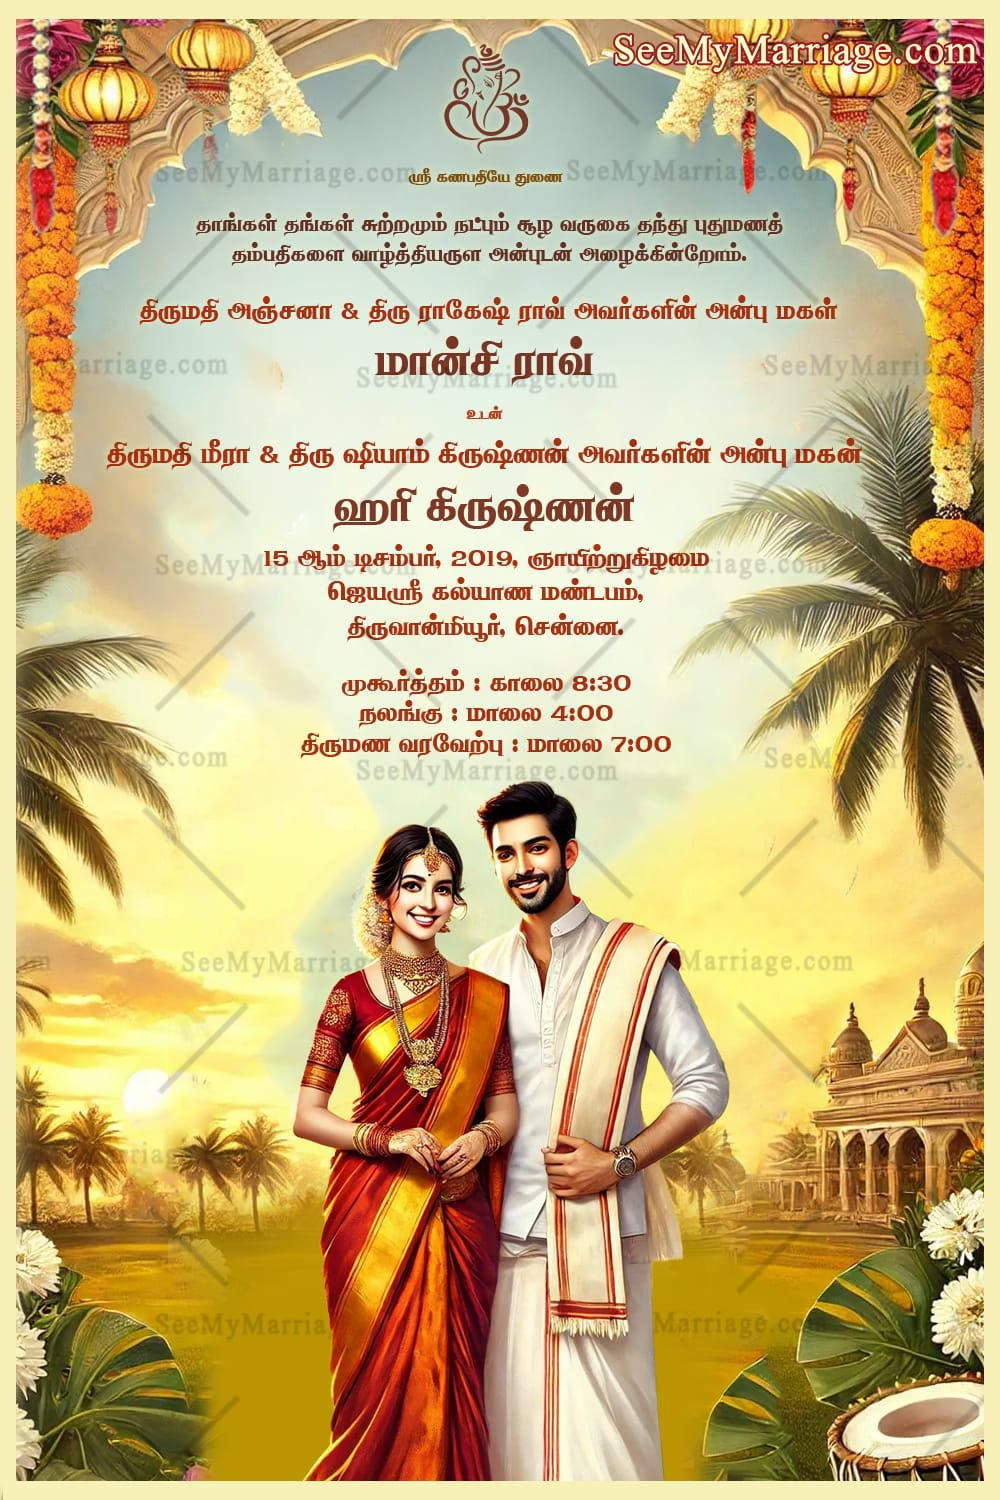 SeeMyMarriage.com
ஸ்ரீ கணபதியே துணை
தாங்கள் தங்கள் சுற்றமும் நட்பும் சூழ வருகை தந்து புதுமணத்
தம்பதிகளை வாழ்த்தியருள அன்புடன் அழைக்கின்றோம்.
திருமதி அஞ்சனா & திரு ராகேஷ் ராவ் அவர்களின் அன்பு மகள்
மான்சி ராவ்
உடன்
திருமதி மீரா & திரு ஷியாம் கிருஷ்ணன் அவர்களின் அன்பு மகன்
ஹரி கிருஷ்ணன்
15 ஆம் டிசம்பர், 2019, ஞாயிற்றுகிழமை
ஜெயஸ்ரீ கல்யாண மண்டபம்,
திருவான்மியூர், சென்னை.
முகூர்த்தம் : காலை 8:30
நலங்கு : மாலை 4:00
திருமண வரவேற்பு : மாலை 7:00